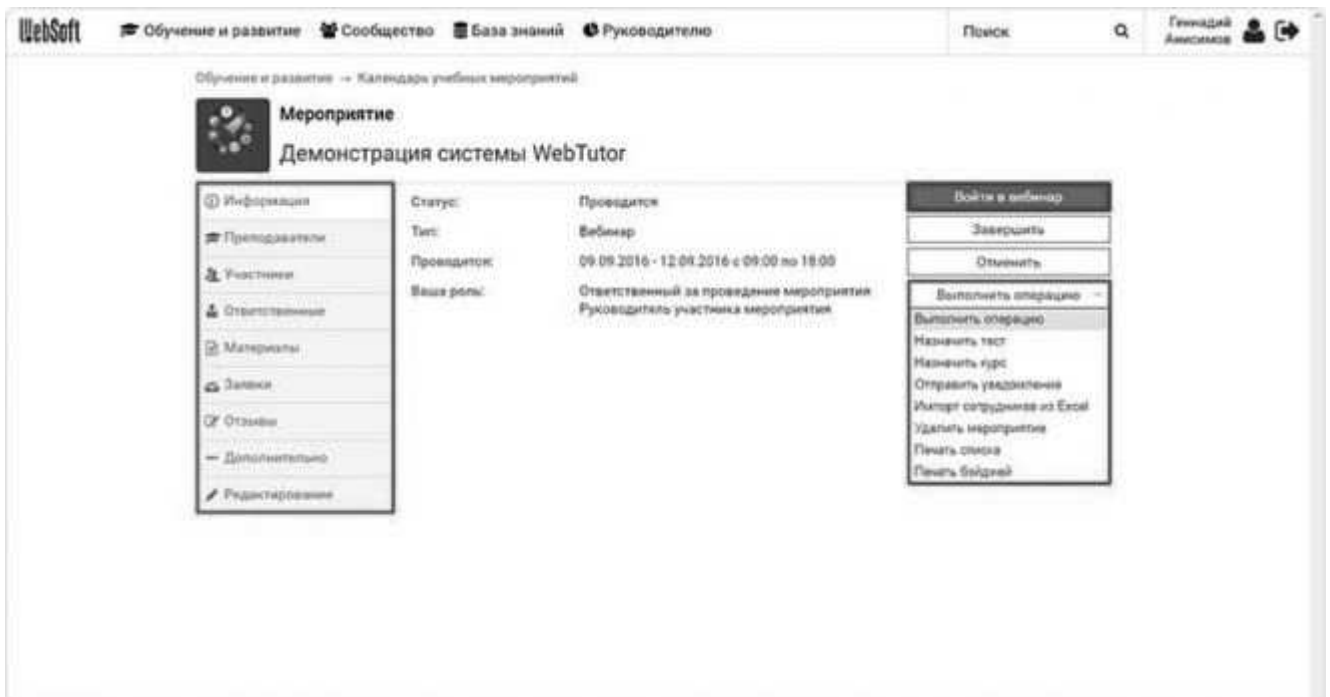 WebSoft
Обучение и развитие
Сообщество
База знаний
Руководителю
Поиск
Геннадий
Анисимов
Обучение и развитие → Календарь учебных мероприятий
Мероприятие
Демонстрация системы WebTutor
Информация
Преподаватели
Участники
Ответственные
Материалы
Заявки
Отзывы
Дополнительно
Редактирование
Статус: Проводится
Тип: Вебинар
Проводится: 09.09.2016 - 12.09.2016 с 09:00 по 18:00
Ваша роль: Ответственный за проведение мероприятия
Руководитель участника мероприятия
Войти в вебинар
Завершить
Отменить
Выполнить операцию
Выполнить операцию
Назначить тест
Назначить курс
Отправить уведомления
Импорт сотрудников из Excel
Удалить мероприятие
Печать списка
Печать бэйджей